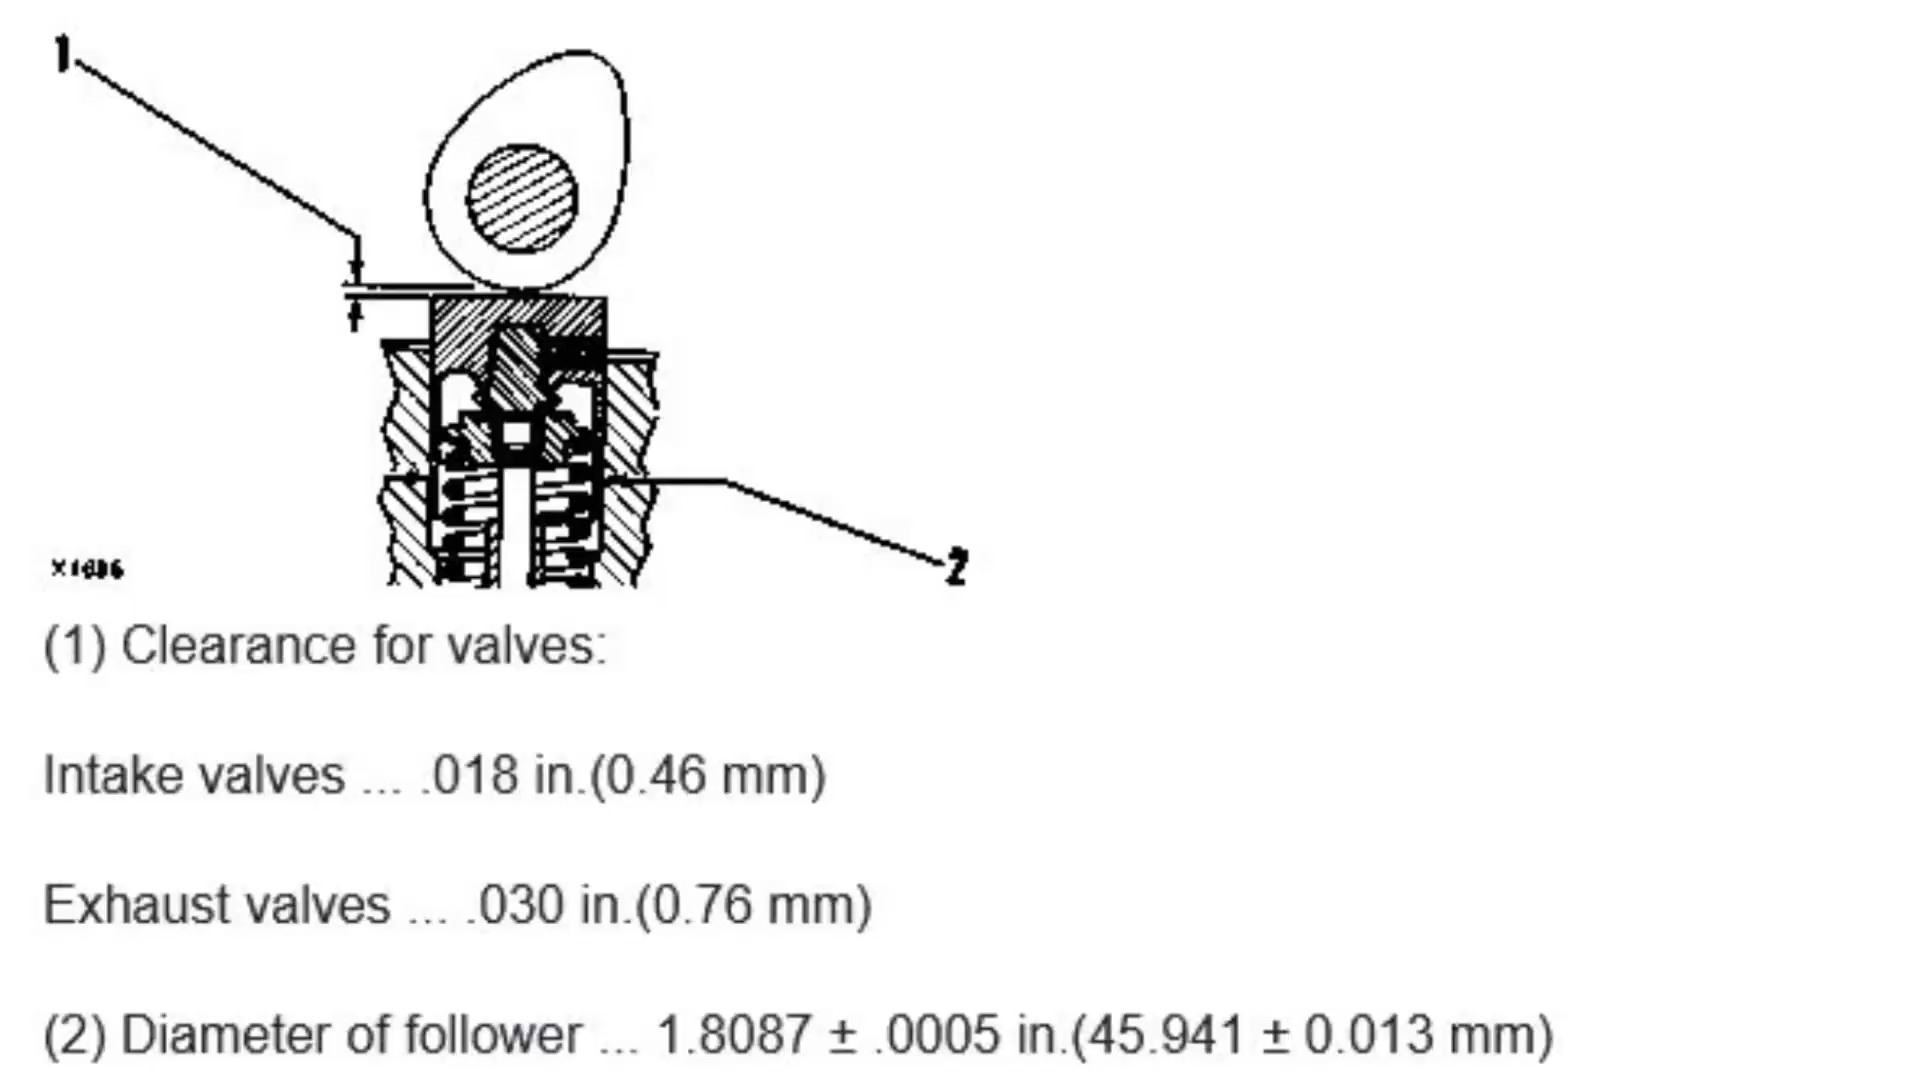 1
2
(1) Clearance for valves:
Intake valves ... .018 in.(0.46 mm)
Exhaust valves ... .030 in.(0.76 mm)
(2) Diameter of follower ... 1.8087 ± .0005 in.(45.941 ± 0.013 mm)